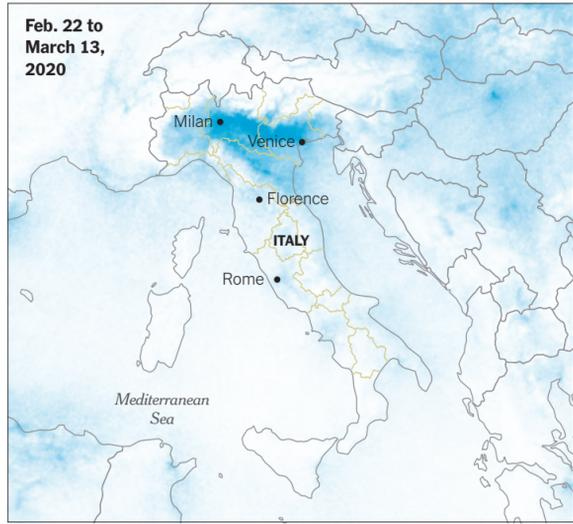 Feb. 22 to
March 13,
2020
Milan
Venice
Florence
ITALY
Rome
Mediterranean
Sea